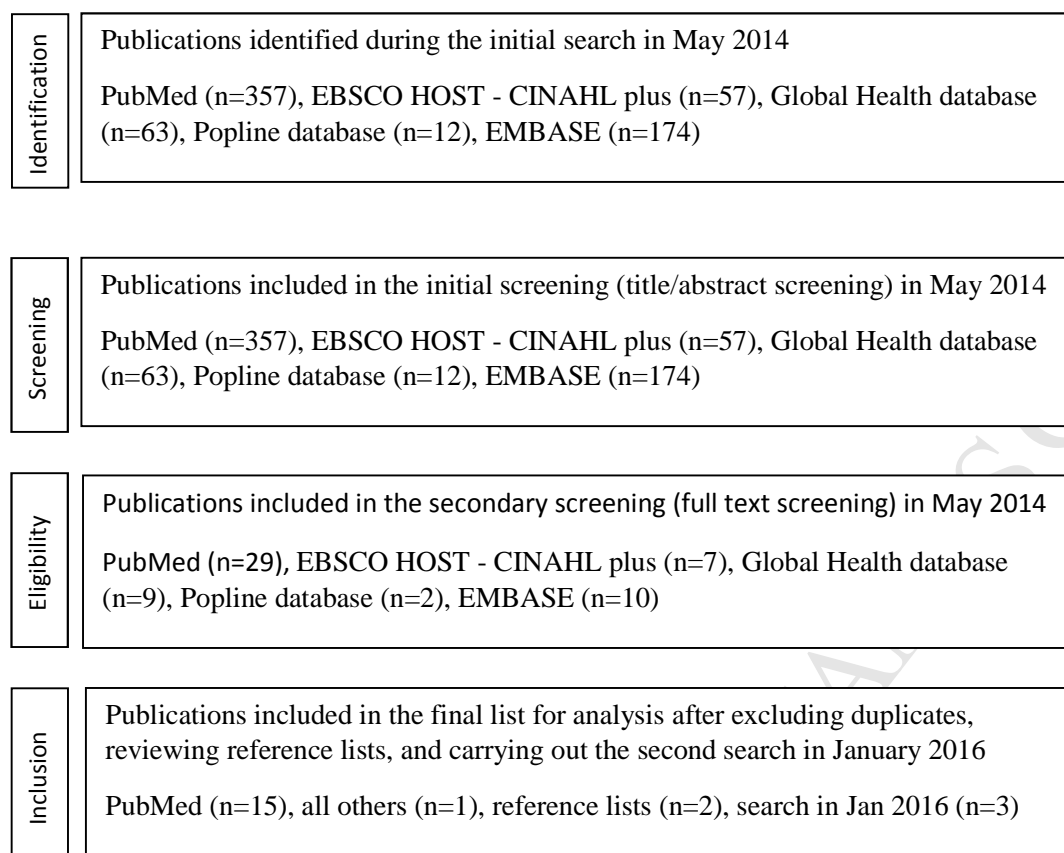 Identification
Publications identified during the initial search in May 2014
PubMed (n=357), EBSCO HOST - CINAHL plus (n=57), Global Health database
(n=63), Popline database (n=12), EMBASE (n=174)
Screening
Publications included in the initial screening (title/abstract screening) in May 2014
PubMed (n=357), EBSCO HOST - CINAHL plus (n=57), Global Health database
(n=63), Popline database (n=12), EMBASE (n=174)
Eligibility
Publications included in the secondary screening (full text screening) in May 2014
PubMed (n=29), EBSCO HOST - CINAHL plus (n=7), Global Health database
(n=9), Popline database (n=2), EMBASE (n=10)
Inclusion
Publications included in the final list for analysis after excluding duplicates,
reviewing reference lists, and carrying out the second search in January 2016
PubMed (n=15), all others (n=1), reference lists (n=2), search in Jan 2016 (n=3)